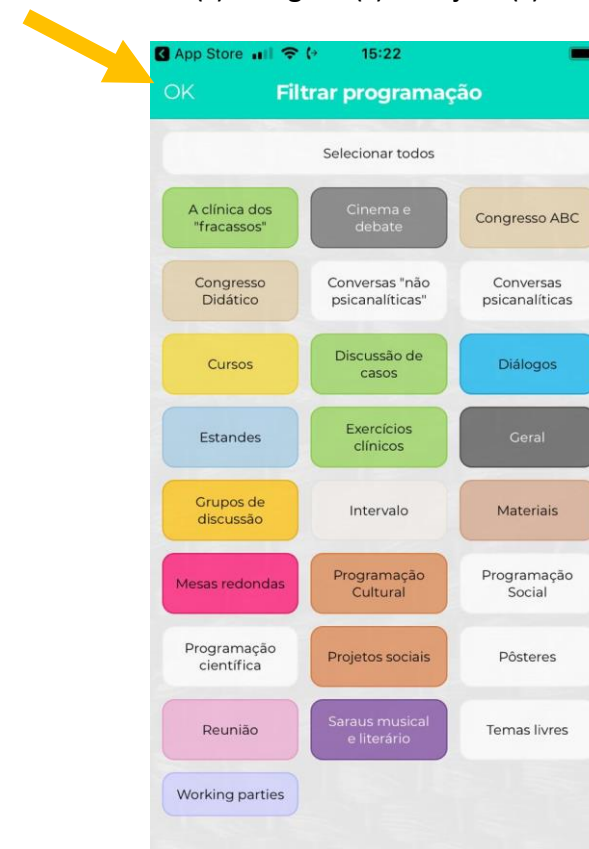 App Store 15:22
OK Filtrar programação
Selecionar todos
A clínica dos
"fracassos"
Cinema e
debate
Congresso ABC
Congresso
Didático
Conversas "não
psicanalíticas"
Conversas
psicanalíticas
Cursos
Discussão de
casos
Diálogos
Estandes
Exercícios
clínicos
Geral
Grupos de
discussão
Intervalo
Materiais
Mesas redondas
Programação
Cultural
Programação
Social
Programação
científica
Projetos sociais
Pôsteres
Reunião
Saraus musical
e literário
Temas livres
Working parties